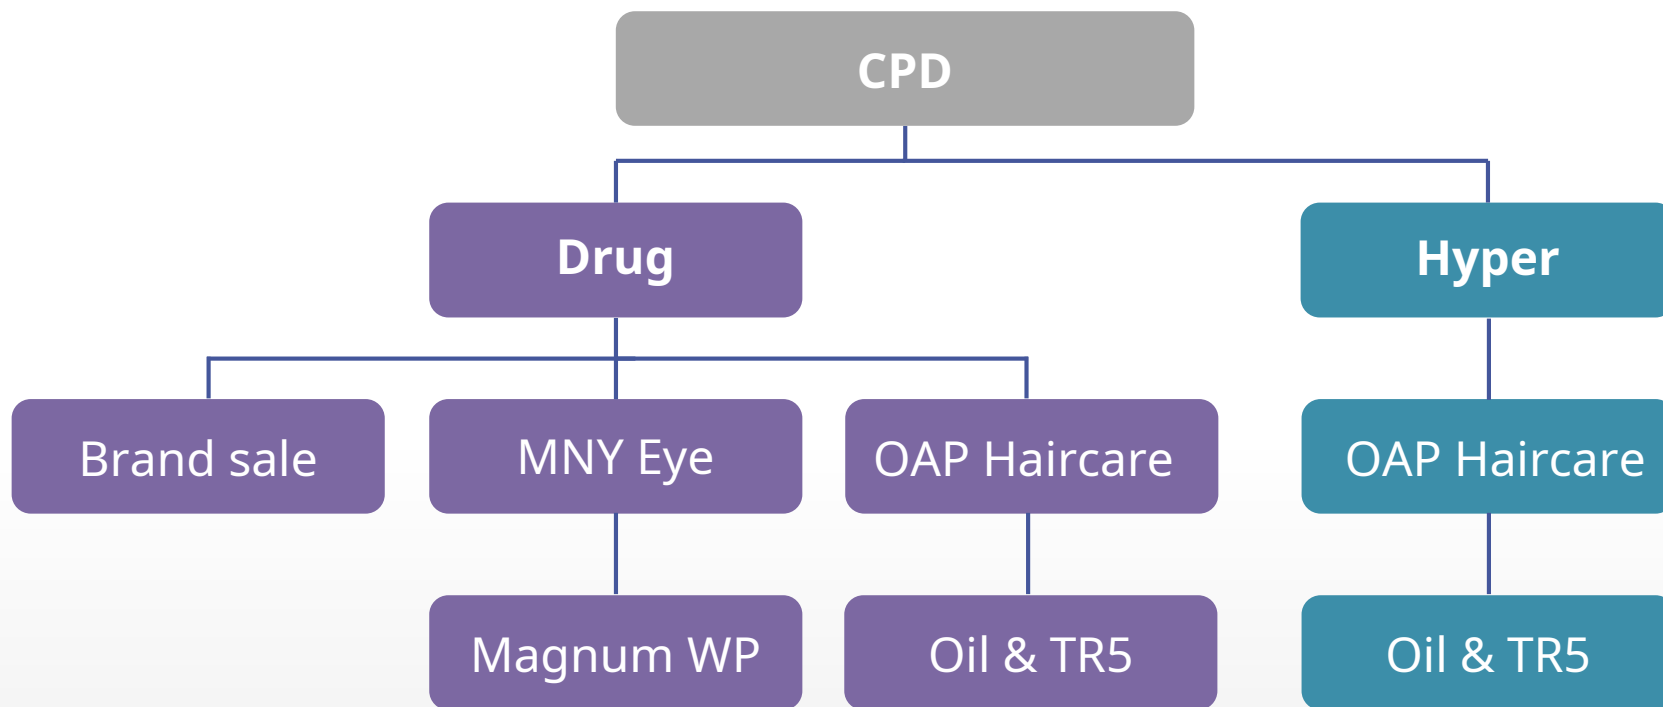 CPD
Drug
Hyper
Brand sale
MNY Eye
OAP Haircare
OAP Haircare
Magnum WP
Oil & TR5
Oil & TR5